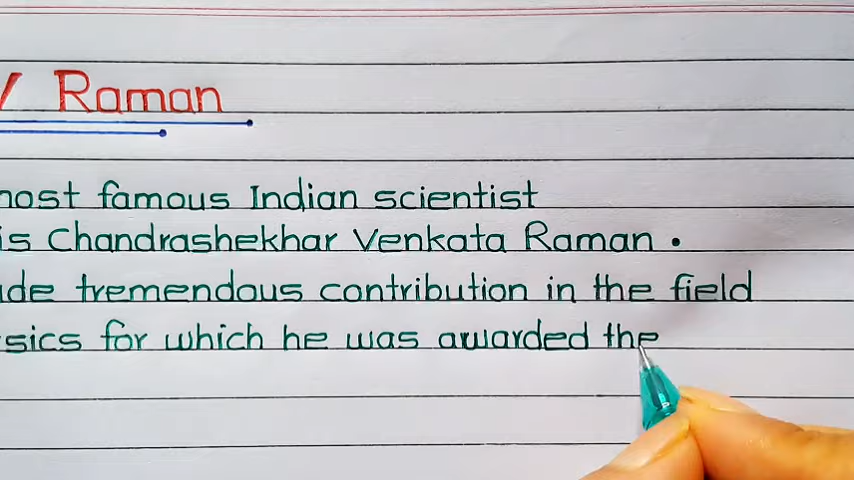 V Raman
most famous Indian scientist
is Chandrashekhar Venkata Raman .
ade tremendous contribution in the field
sics for which he was awarded the